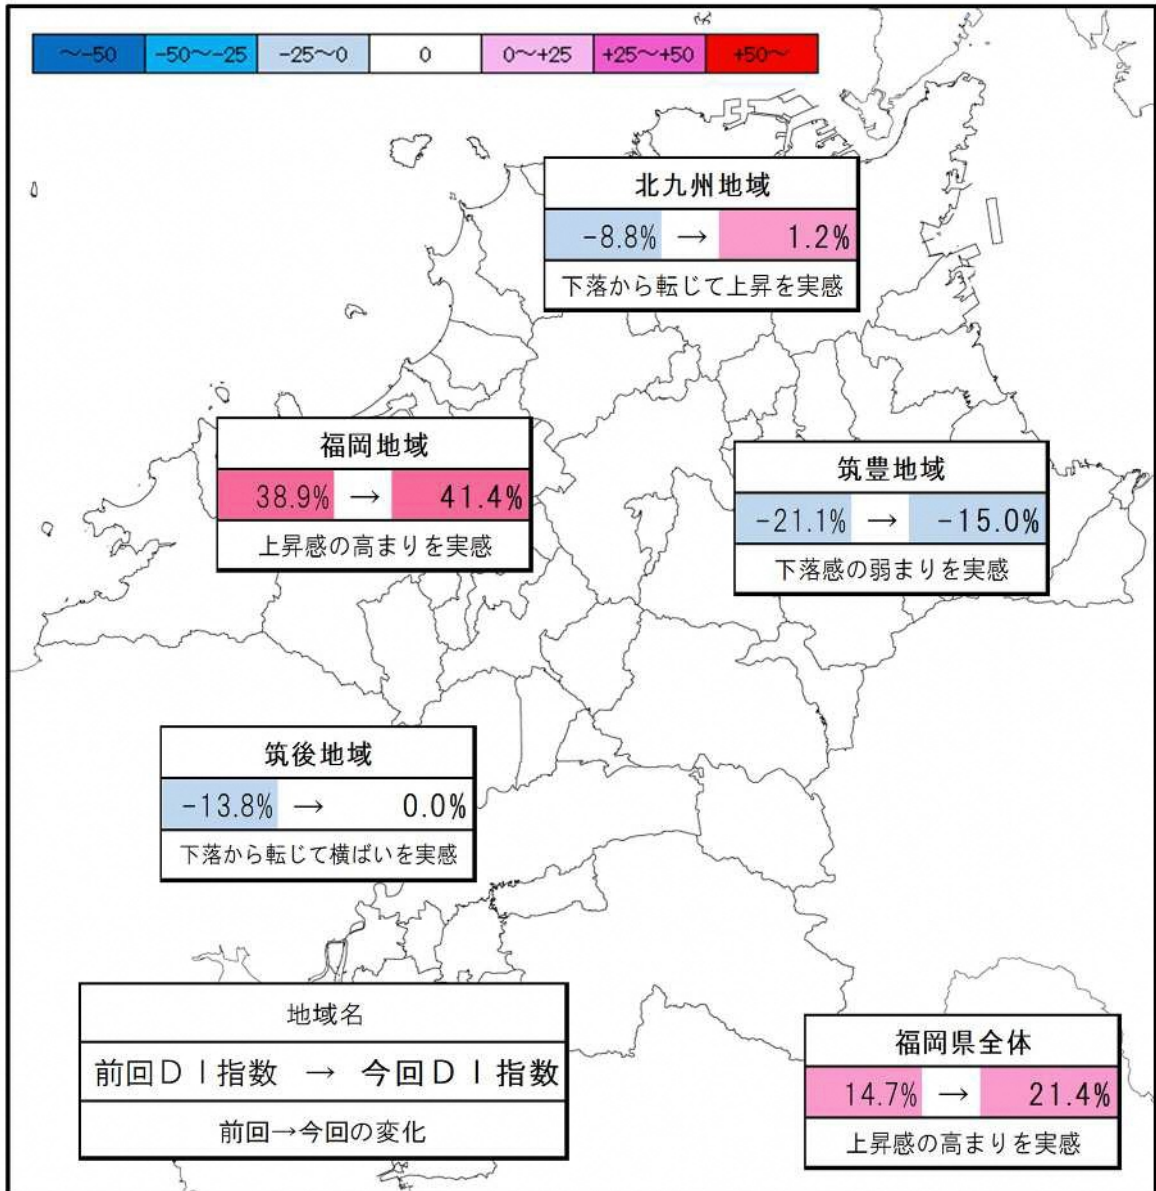 ～-50 -50～-25 -25～0 0 0～+25 +25～+50 +50～
北九州地域
-8.8% → 1.2%
下落から転じて上昇を実感
福岡地域
38.9% → 41.4%
上昇感の高まりを実感
筑豊地域
-21.1% → -15.0%
下落感の弱まりを実感
筑後地域
-13.8% → 0.0%
下落から転じて横ばいを実感
地域名
前回ＤＩ指数 → 今回ＤＩ指数
前回→今回の変化
福岡県全体
14.7% → 21.4%
上昇感の高まりを実感